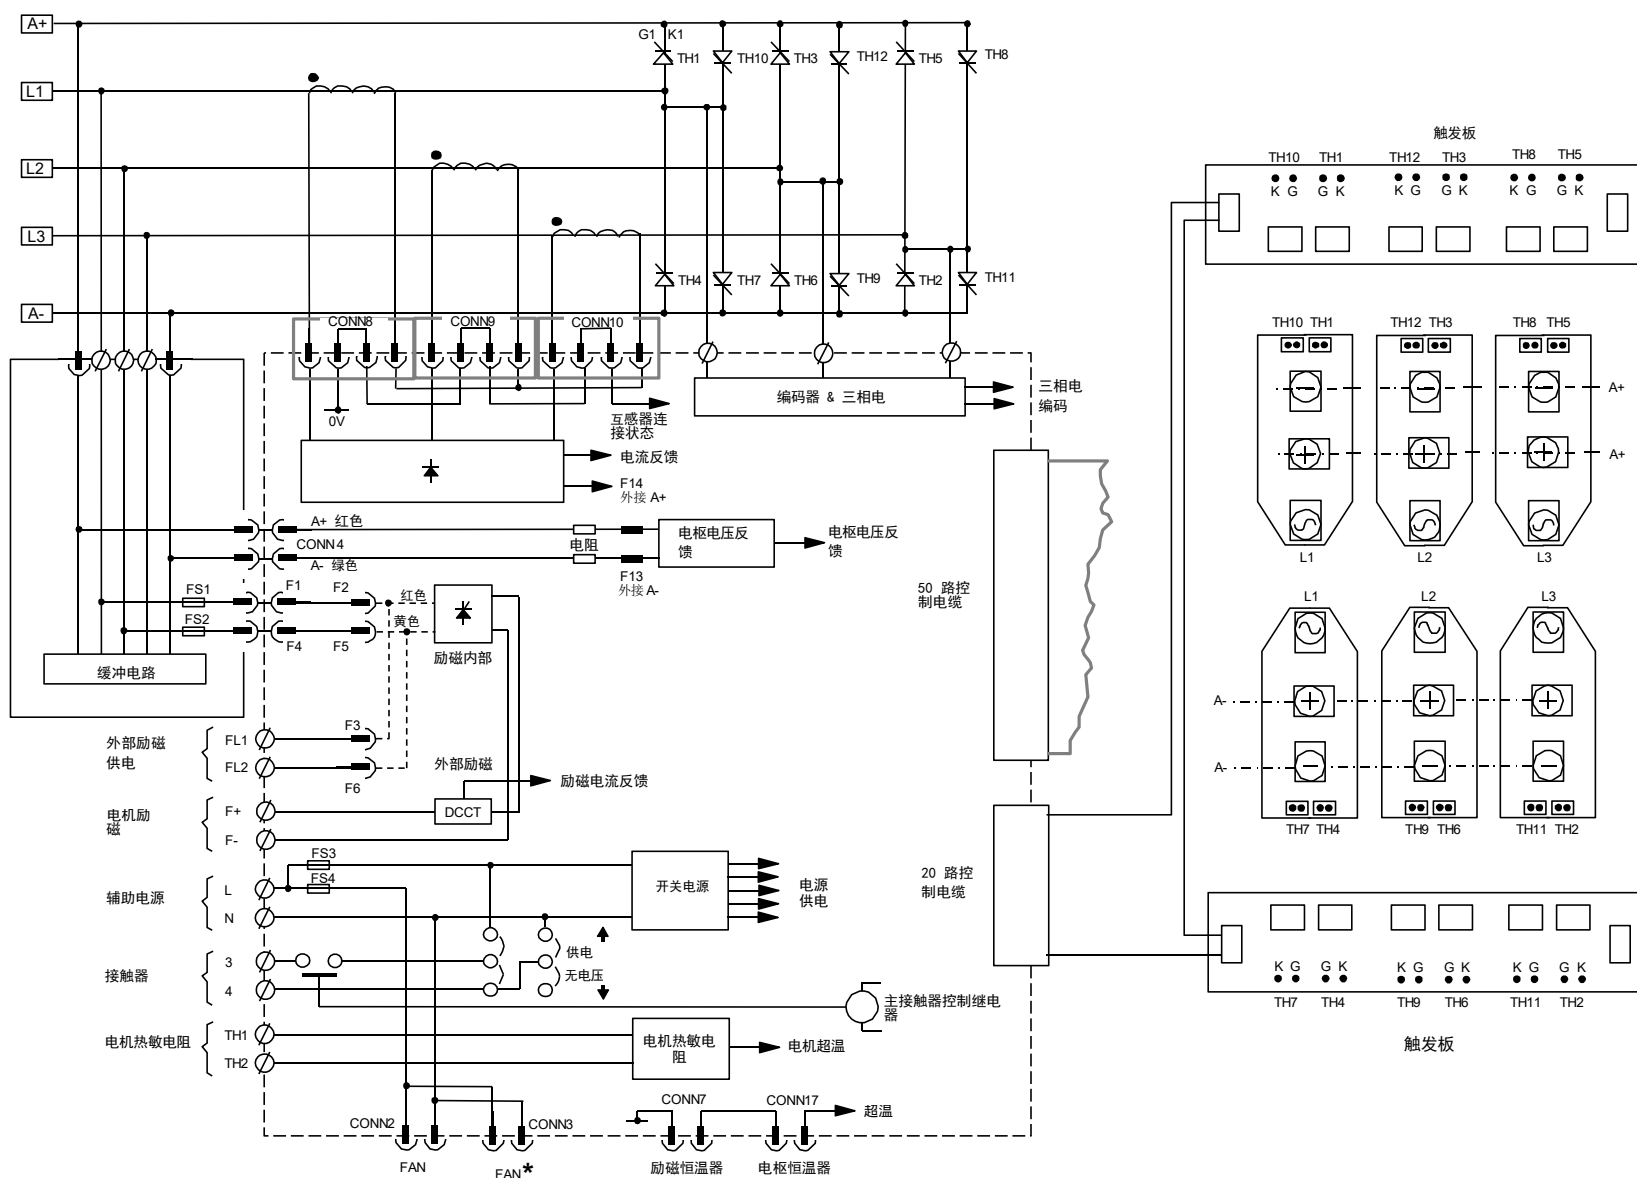 A+
G1 K1
TH1 TH10 TH3 TH12 TH5 TH8
L1
L2
L3
TH4 TH7 TH6 TH9 TH2 TH11
A-
CONN8 CONN9 CONN10
0V
互感器连
接状态
编码器 & 三相电
三相电
编码
电流反馈
F14
外接 A+
A+ 红色
CONN4
A- 绿色
电阻
F13
外接 A-
电枢电压反
馈
电枢电压反
馈
FS1
FS2
F1 F2
F4 F5
红色
黄色
励磁内部
缓冲电路
50 路控
制电缆
外部励磁
供电
FL1
FL2
F3
F6
外部励磁
励磁电流反馈
电机励
磁
F+
F-
DCCT
辅助电源
L
N
FS3
FS4
开关电源
电源
供电
20 路控
制电缆
接触器
3
4
供电
无电压
主接触器控制继电
器
电机热敏电阻
TH1
TH2
电机热敏电
阻
电机超温
CONN2
CONN3
FAN
FAN*
CONN7 CONN17
超温
励磁恒温器 电枢恒温器
触发板
TH10 TH1 TH12 TH3 TH8 TH5
K G G K K G G K K G G K
TH10 TH1 TH12 TH3 TH8 TH5
A+
A+
L1 L2 L3
L1 L2 L3
A-
A-
TH7 TH4 TH9 TH6 TH11 TH2
K G G K K G G K K G G K
TH7 TH4 TH9 TH6 TH11 TH2
触发板